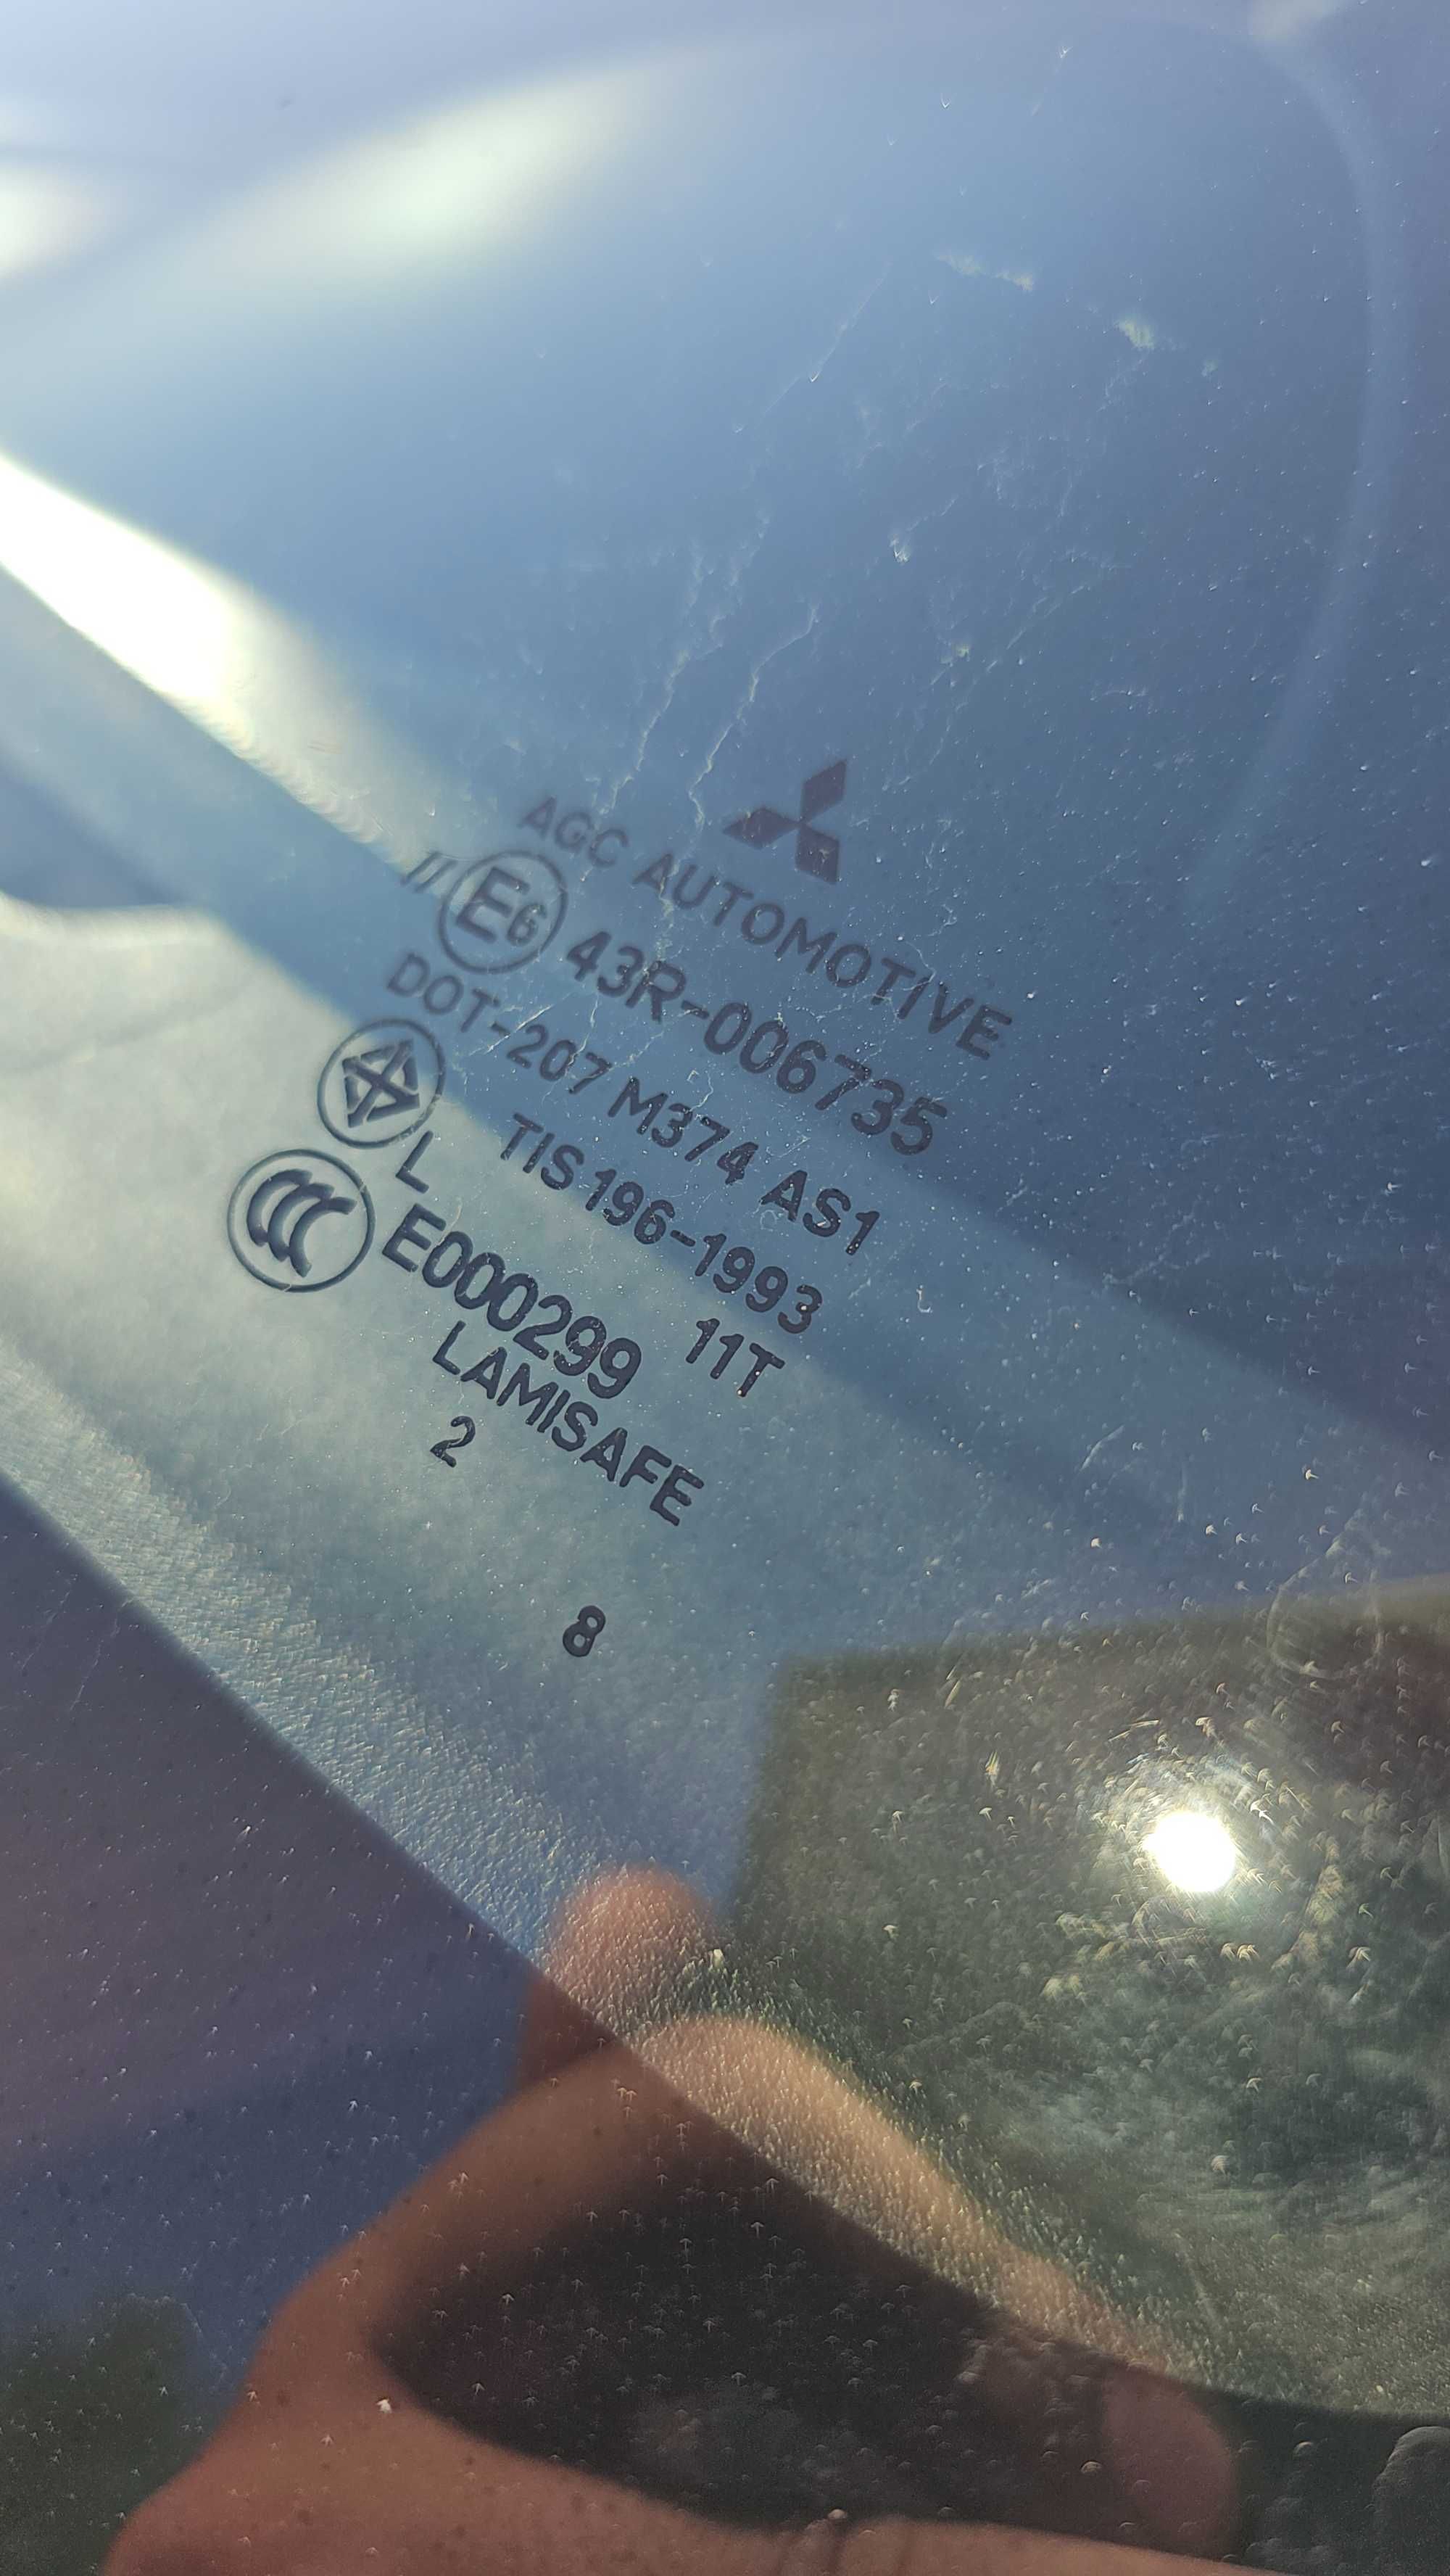 AGC AUTOMOTIVE
// E6 43R-006735
DOT-207 M374 AS1
TIS 196-1993
L 11T
E000299
LAMISAFE
2 8